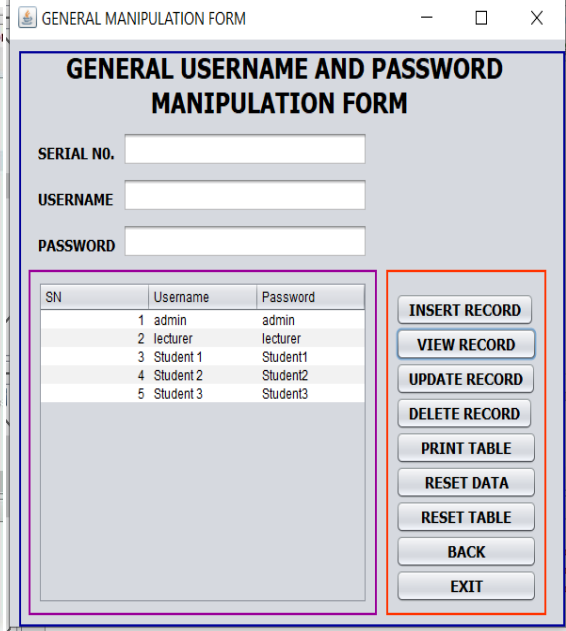 GENERAL MANIPULATION FORM
GENERAL USERNAME AND PASSWORD
MANIPULATION FORM
SERIAL N0.
USERNAME
PASSWORD
SN Username Password
1 admin admin
2 lecturer lecturer
3 Student 1 Student1
4 Student 2 Student2
5 Student 3 Student3
INSERT RECORD
VIEW RECORD
UPDATE RECORD
DELETE RECORD
PRINT TABLE
RESET DATA
RESET TABLE
BACK
EXIT